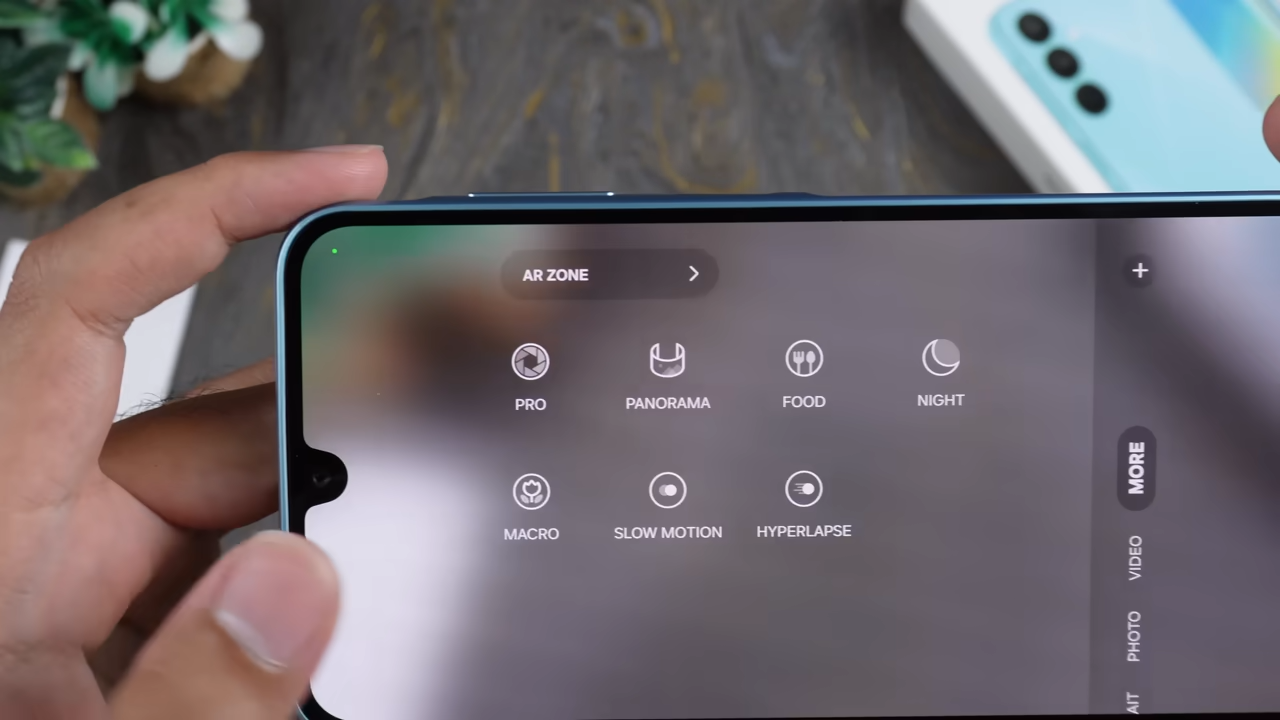 AR ZONE
PRO
PANORAMA
FOOD
NIGHT
MACRO
SLOW MOTION
HYPERLAPSE
MORE
VIDEO
PHOTO